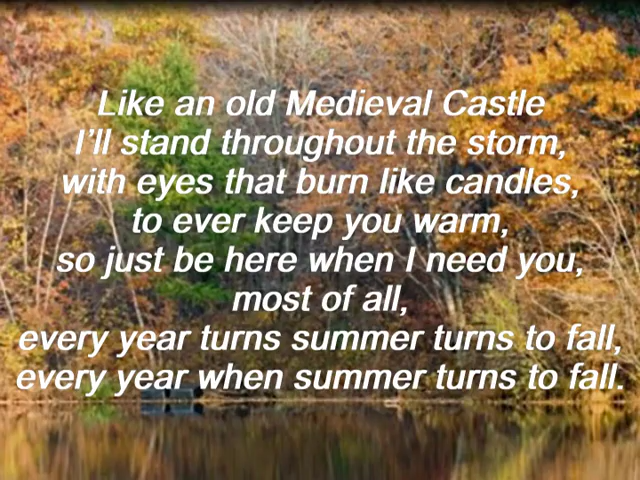 Like an old Medieval Castle
I'll stand throughout the storm,
with eyes that burn like candles,
to ever keep you warm,
so just be here when I need you,
most of all,
every year turns summer turns to fall,
every year when summer turns to fall.